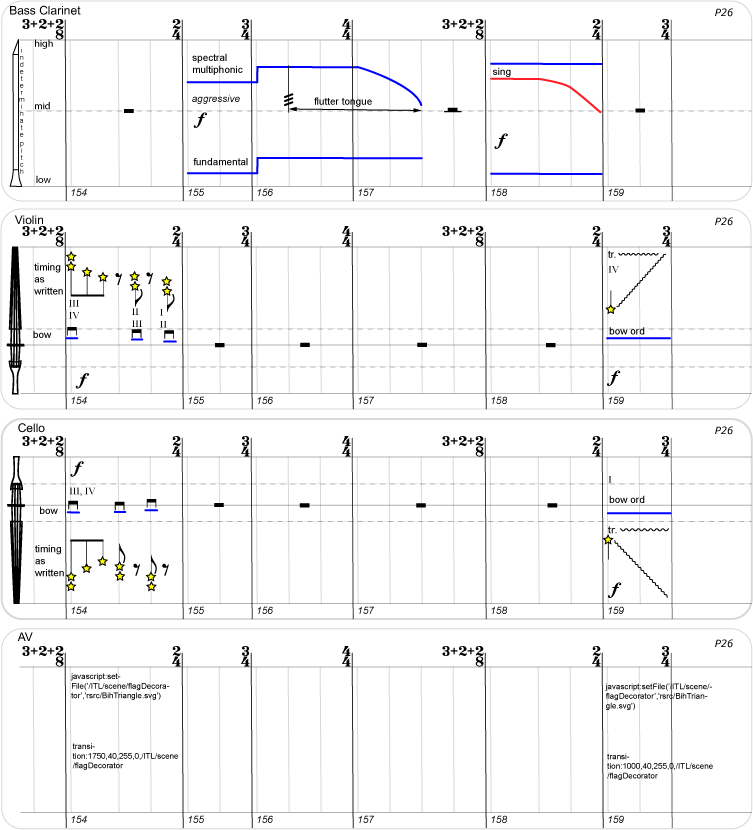 Bass Clarinet
P26
3+2+2 2 3 4 3+2+2 2 3
8 4 4 4 8 4 4
high
indeterminate pitch
spectral
multiphonic
sing
aggressive
flutter tongue
mid
f
f
fundamental
low
154 155 156 157 158 159
Violin
P26
3+2+2 2 3 4 3+2+2 2 3
8 4 4 4 8 4 4
timing
as
written
tr.
IV
III
IV
II
III
I
II
bow
bow ord
f
f
154 155 156 157 158 159
Cello
P26
3+2+2 2 3 4 3+2+2 2 3
8 4 4 4 8 4 4
f
III, IV
I
bow
bow ord
tr.
timing
as
written
f
154 155 156 157 158 159
AV
P26
3+2+2 2 3 4 3+2+2 2 3
8 4 4 4 8 4 4
javascript:set-
File('/ITL/scene/flagDecora-
tor','rsrc/BihTriangle.svg')
javascript:setFile('/ITL/scene/-
flagDecorator','rsrc/BihTrian-
gle.svg')
transi-
tion:1750,40,255,0,/ITL/scene
/flagDecorator
transi-
tion:1000,40,255,0,/ITL/scene
/flagDecorator
154 155 156 157 158 159